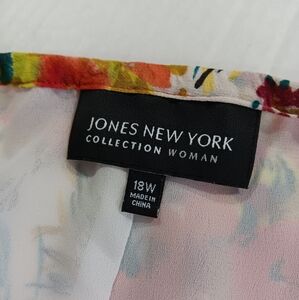 JONES NEW YORK
COLLECTION WOMAN
18W
MADE IN
CHINA